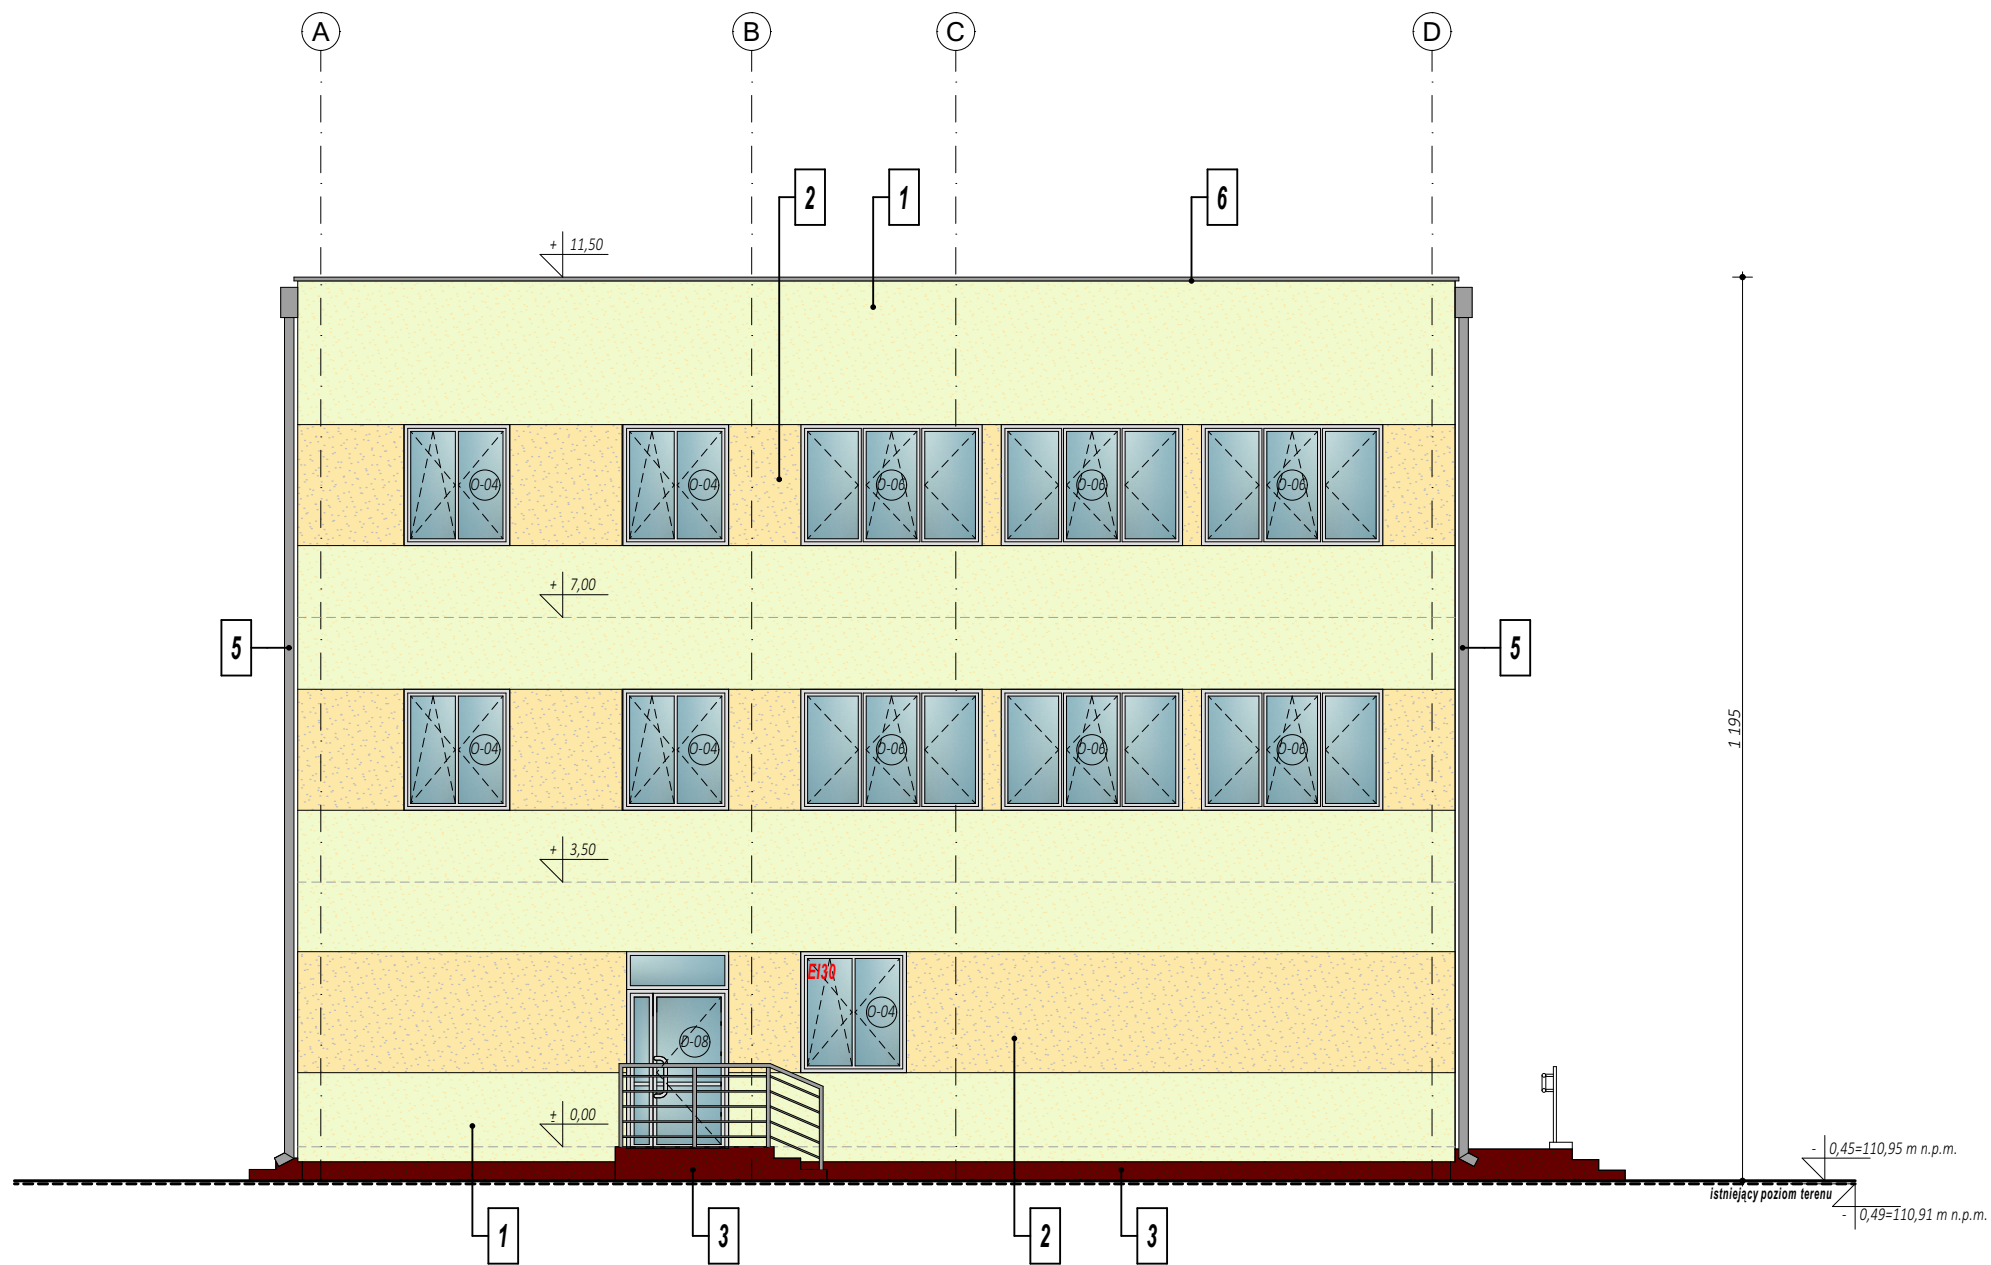 A B C D
2 1 6
+ 11,50
O-04 O-04 O-06 O-06 O-06
+ 7,00
5 5
1 195
O-04 O-04 O-06 O-06 O-06
+ 3,50
EI30
O-04
D-08
± 0,00
- 0,45=110,95 m n.p.m.
istniejący poziom terenu
- 0,49=110,91 m n.p.m.
1 3 2 3